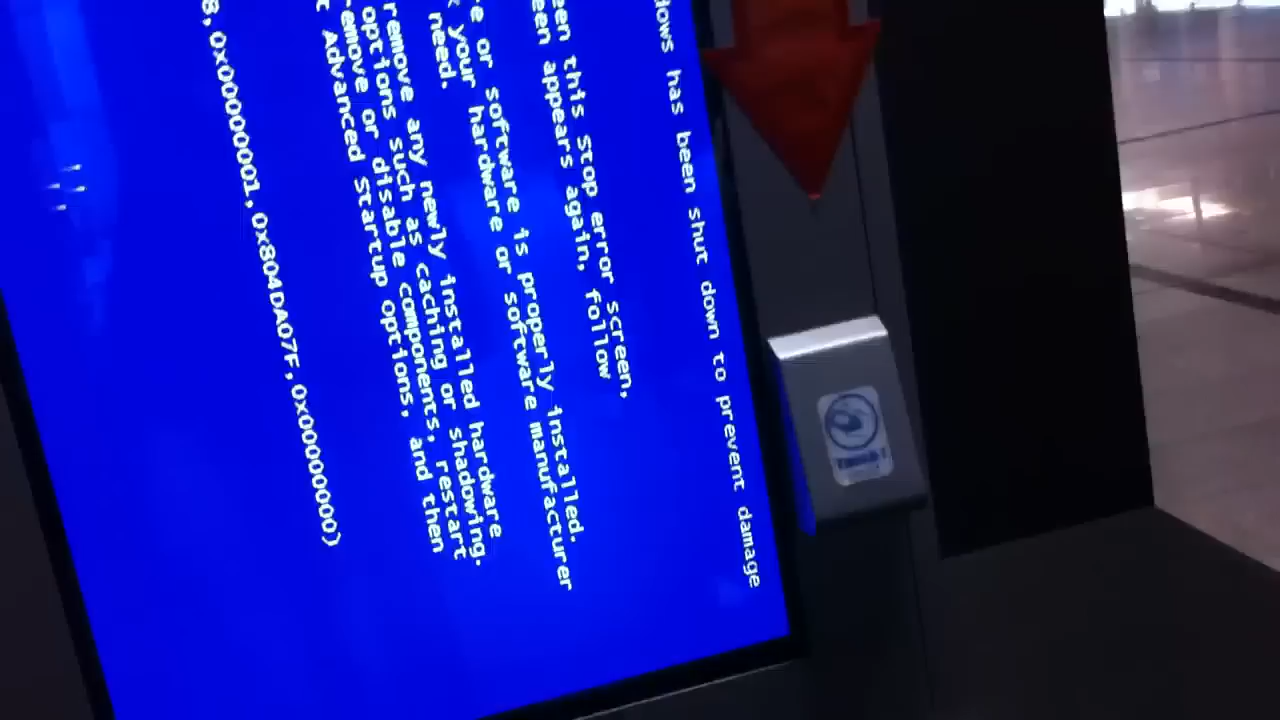 dows has been shut down to prevent damage
een this Stop error screen,
een appears again, follow
re or software is properly installed.
k your hardware or software manufacturer
need.
remove any newly installed hardware
options such as caching or shadowing.
remove or disable components, restart
t Advanced Startup options, and then
8,0x00000001,0x804DA07F,0x00000000)